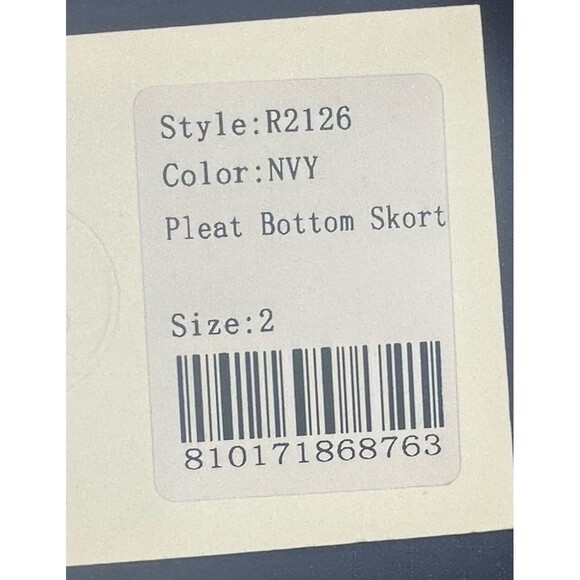 Style:R2126
Color:NVY
Pleat Bottom Skort
Size:2
810171868763